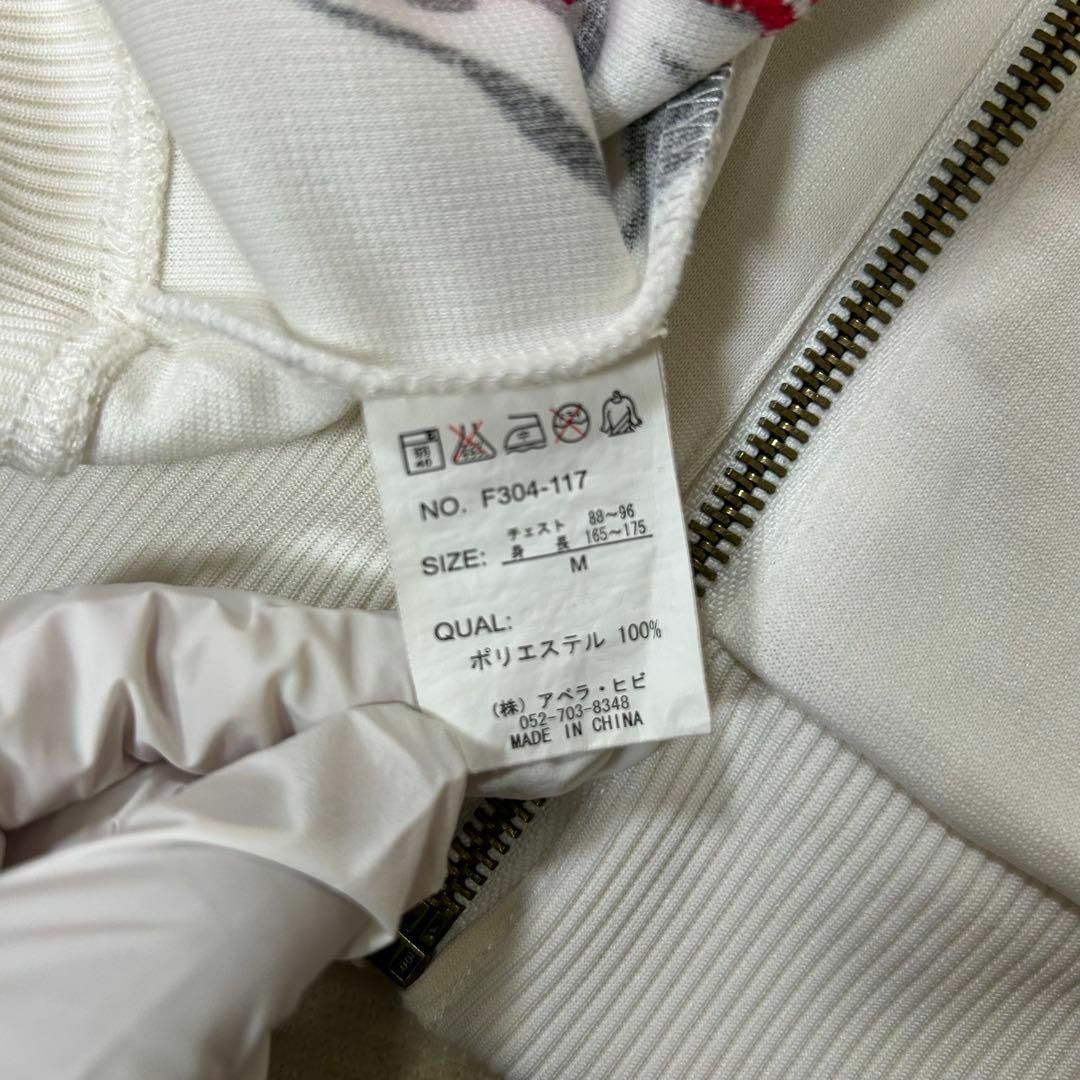 NO. F304-117
チェスト 88～96
SIZE: 身 長 165～175
M
QUAL:
ポリエステル 100%
(株) アベラ・ヒビ
052-703-8348
MADE IN CHINA